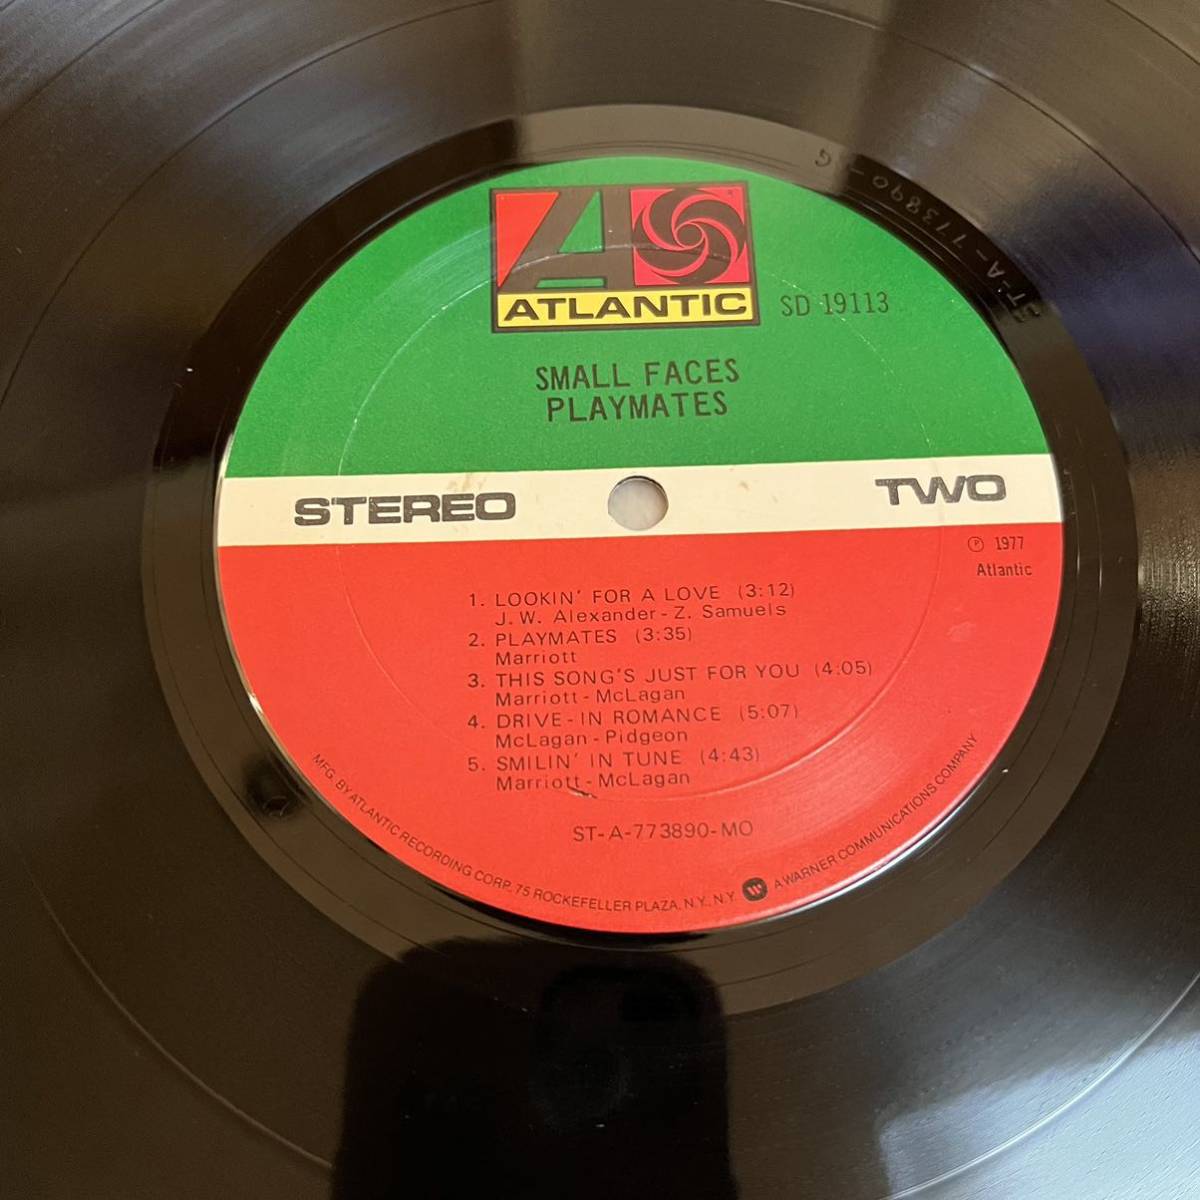 ST-A-773890-G
ATLANTIC
SD 19113
SMALL FACES
PLAYMATES
STEREO
TWO
Ⓟ 1977
Atlantic
1. LOOKIN' FOR A LOVE (3:12)
J. W. Alexander - Z. Samuels
2. PLAYMATES (3:35)
Marriott
3. THIS SONG'S JUST FOR YOU (4:05)
Marriott - McLagan
4. DRIVE - IN ROMANCE (5:07)
McLagan - Pidgeon
5. SMILIN' IN TUNE (4:43)
Marriott - McLagan
ST-A-773890-MO
MFG. BY ATLANTIC RECORDING CORP. 75 ROCKEFELLER PLAZA, N.Y., N.Y. A WARNER COMMUNICATIONS COMPANY